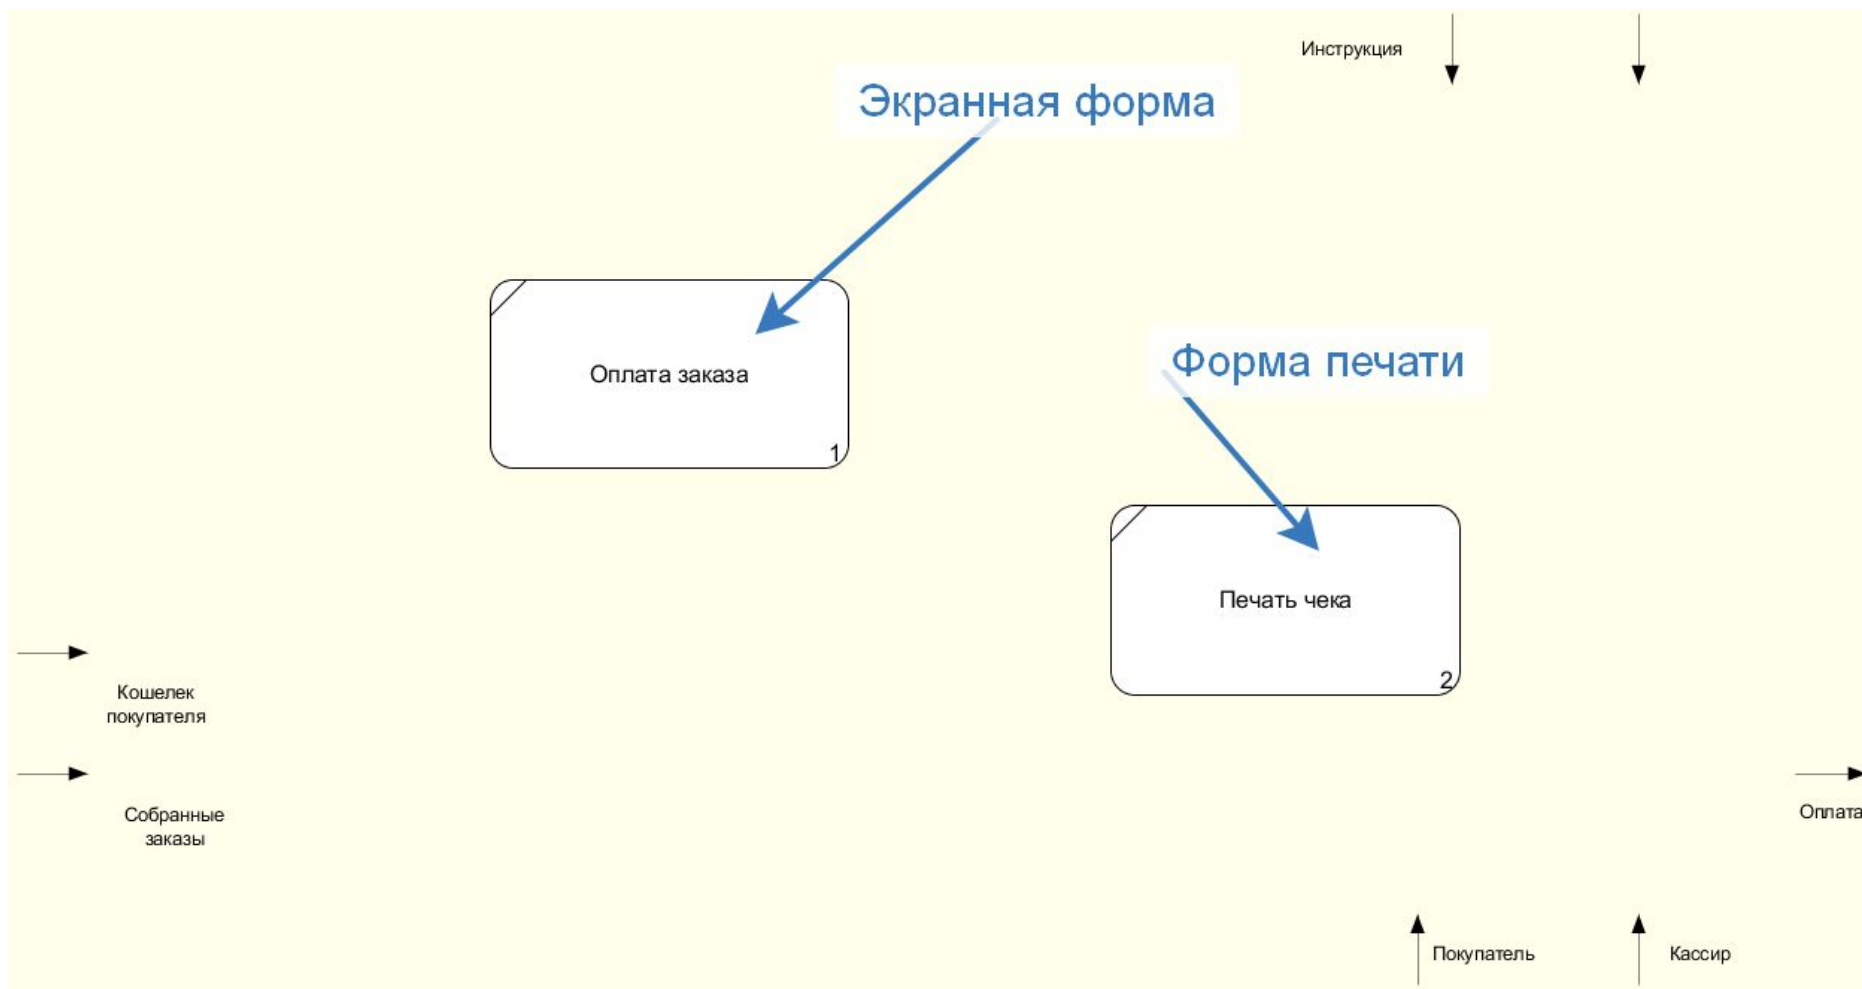 Инструкция
Экранная форма
Оплата заказа
1
Форма печати
Печать чека
2
Кошелек
покупателя
Собранные
заказы
Оплата
Покупатель
Кассир